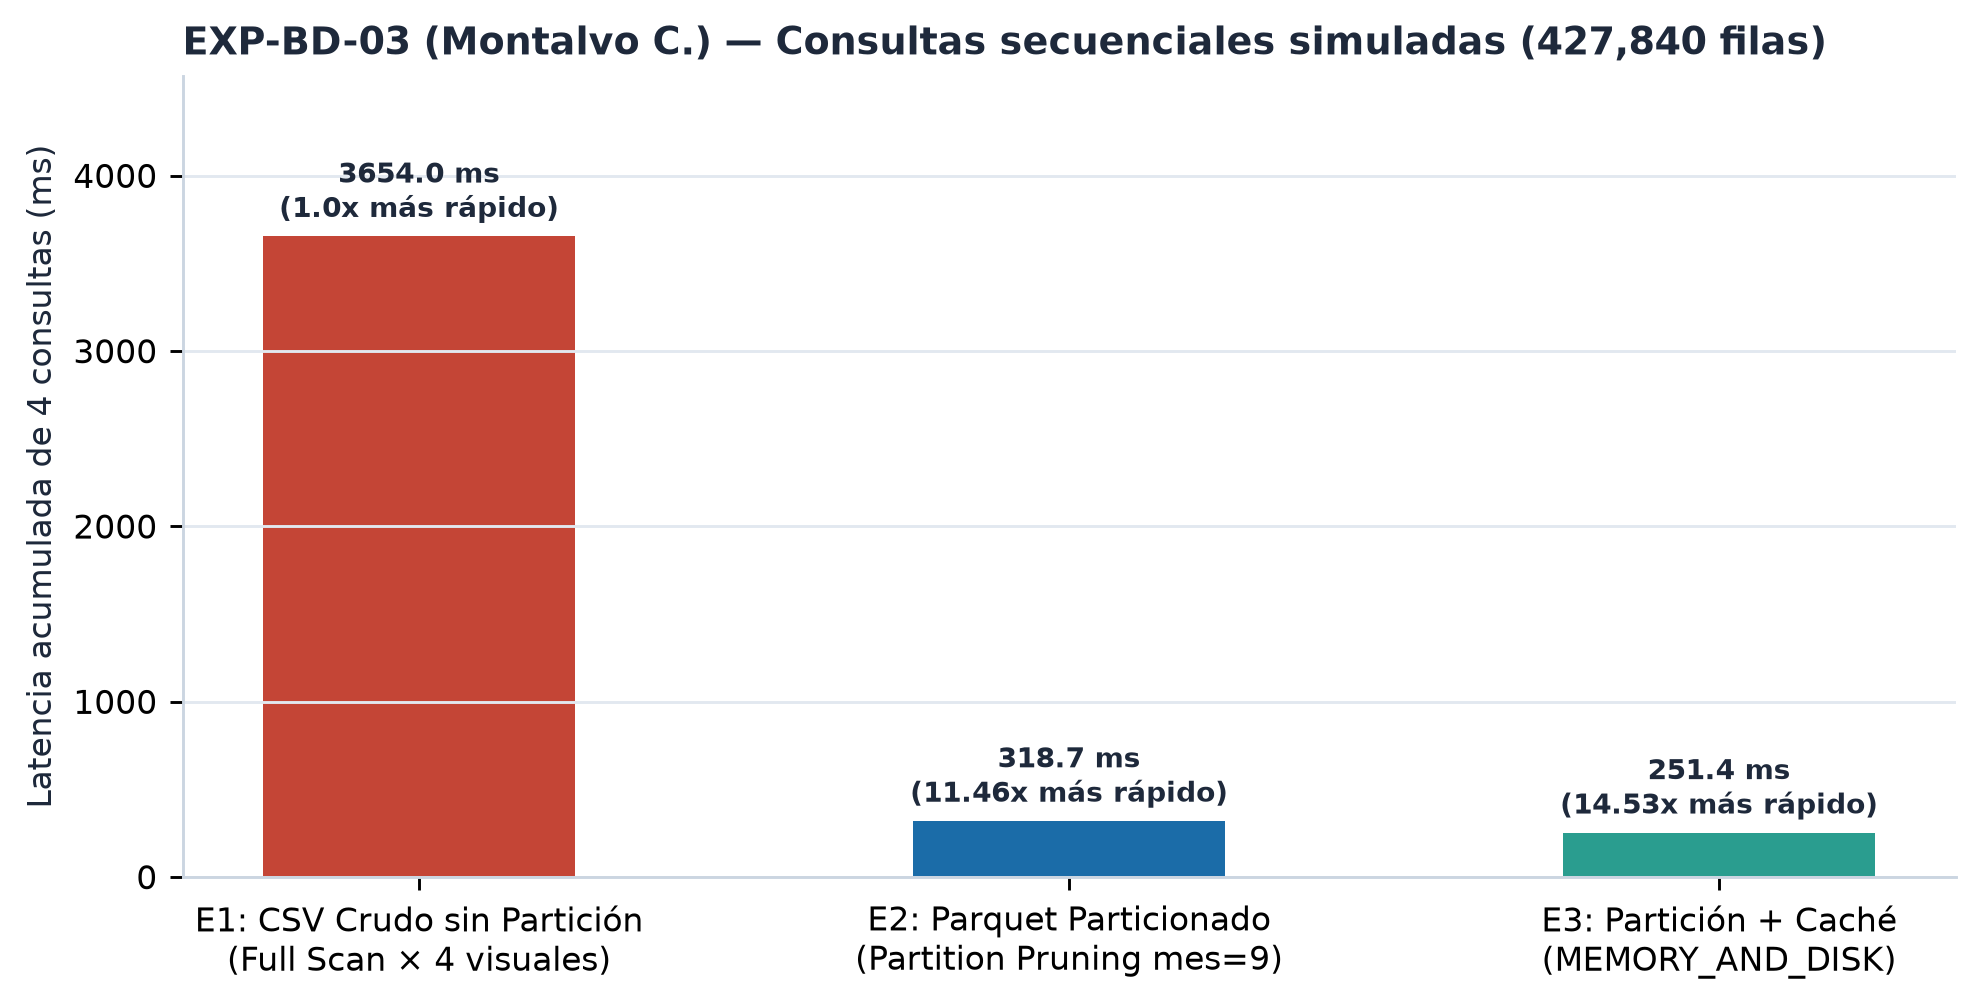 EXP-BD-03 (Montalvo C.) — Consultas secuenciales simuladas (427,840 filas)
Latencia acumulada de 4 consultas (ms)
4000
3000
2000
1000
0
3654.0 ms
(1.0x más rápido)
318.7 ms
(11.46x más rápido)
251.4 ms
(14.53x más rápido)
E1: CSV Crudo sin Partición
(Full Scan × 4 visuales)
E2: Parquet Particionado
(Partition Pruning mes=9)
E3: Partición + Caché
(MEMORY_AND_DISK)